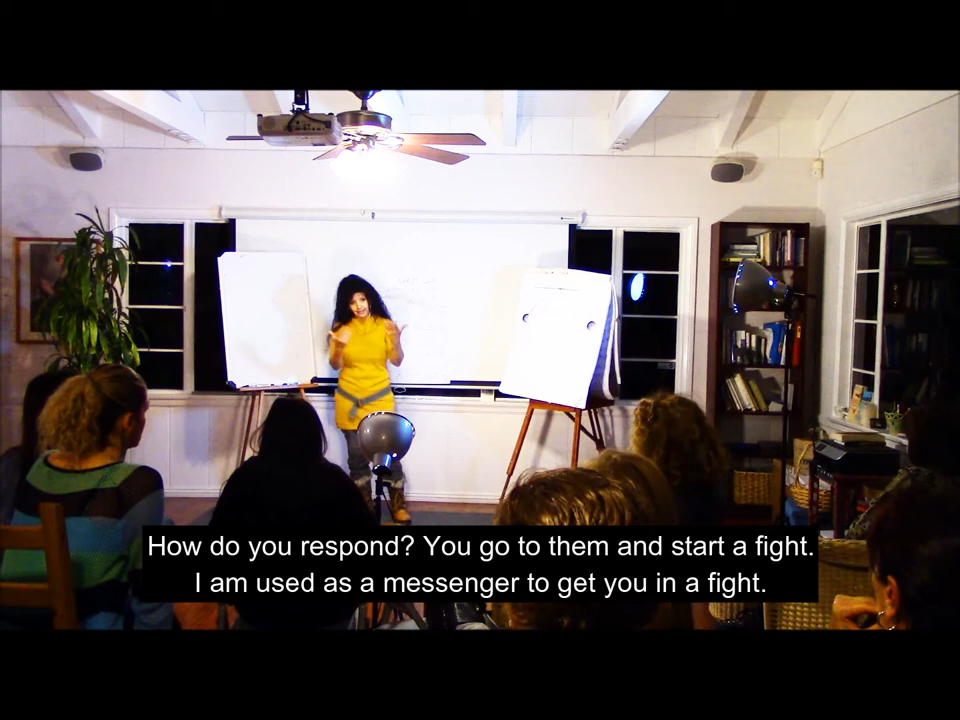 How do you respond? You go to them and start a fight.
I am used as a messenger to get you in a fight.